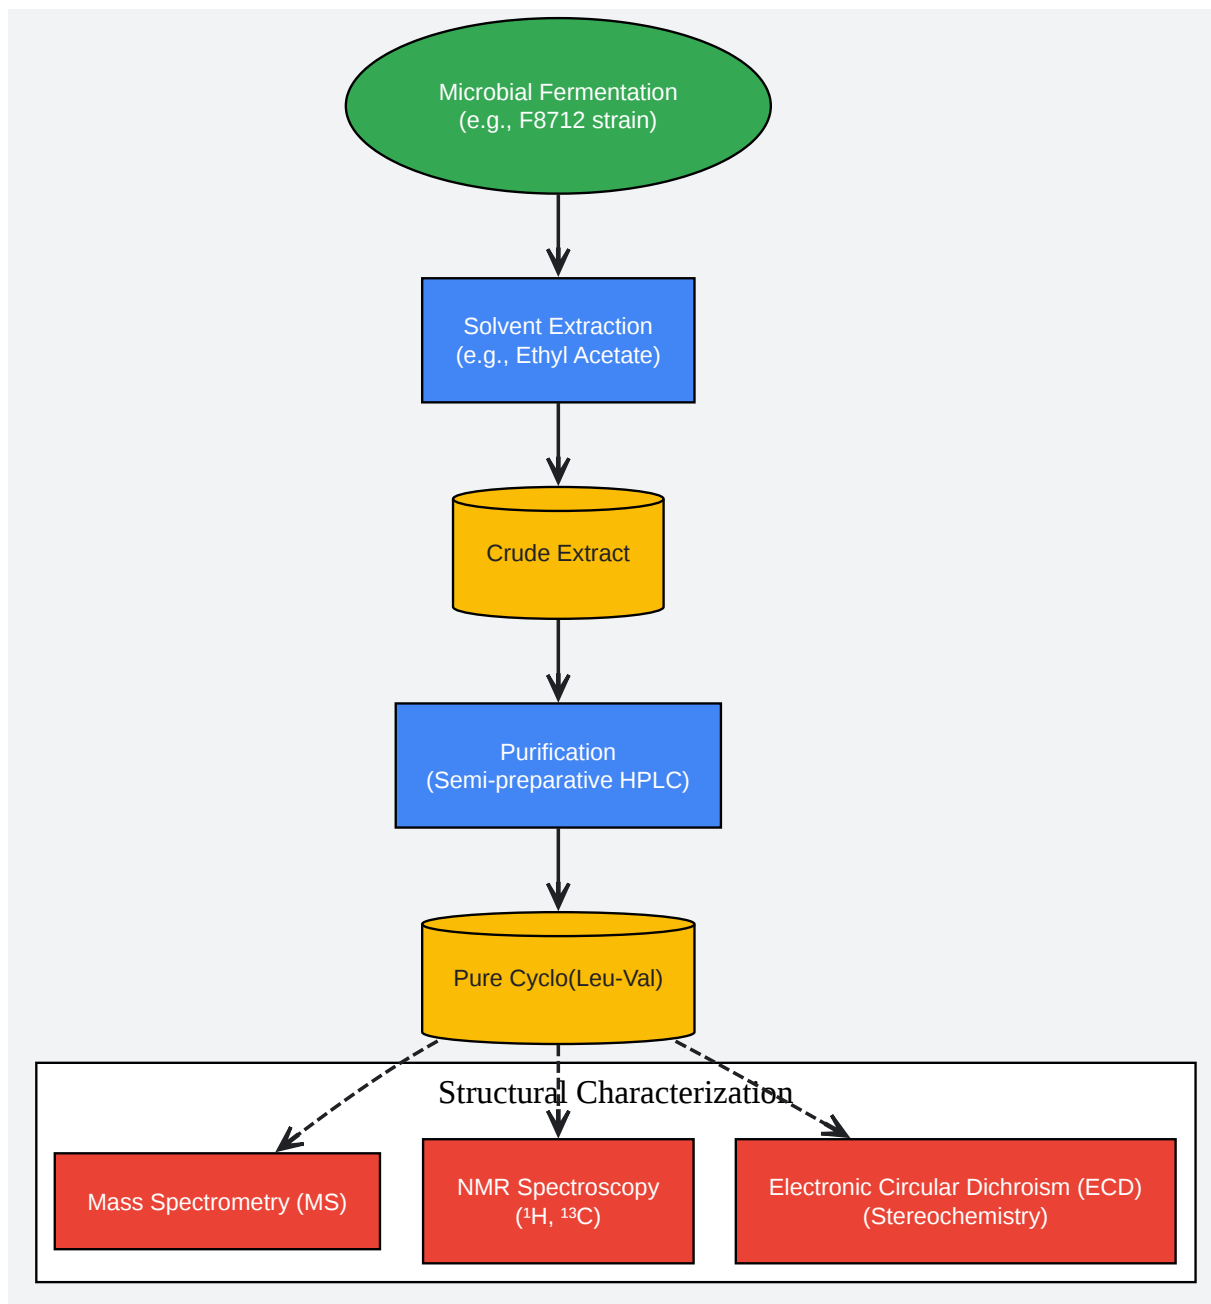 Microbial Fermentation
(e.g., F8712 strain)
Solvent Extraction
(e.g., Ethyl Acetate)
Crude Extract
Purification
(Semi-preparative HPLC)
Pure Cyclo(Leu-Val)
Structural Characterization
Mass Spectrometry (MS)
NMR Spectroscopy
(¹H, ¹³C)
Electronic Circular Dichroism (ECD)
(Stereochemistry)